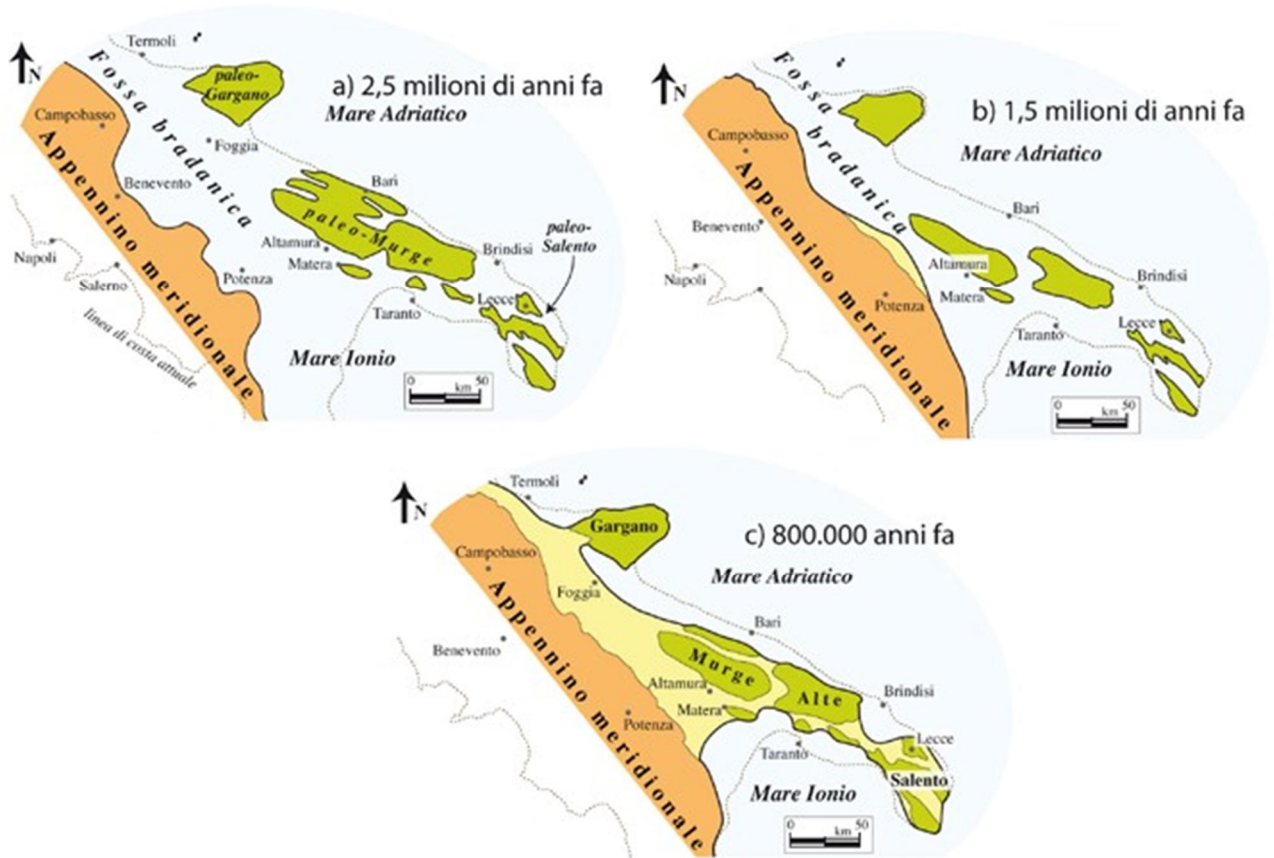 Termoli
N
Fossa bradanica
paleo-
Gargano
a) 2,5 milioni di anni fa
Mare Adriatico
Campobasso
Foggia
Appennino meridionale
Benevento
Bari
paleo-Murge
paleo-
Salento
Altamura
Matera
Brindisi
Napoli
Salerno
Potenza
Lecce
Taranto
linea di costa attuale
Mare Ionio
0 50
km
N
Fossa bradanica
b) 1,5 milioni di anni fa
Campobasso
Mare Adriatico
Appennino meridionale
Benevento
Bari
Altamura
Matera
Brindisi
Napoli
Potenza
Taranto
Lecce
Mare Ionio
0 50
km
Termoli
N
Gargano
c) 800.000 anni fa
Campobasso
Mare Adriatico
Foggia
Appennino meridionale
Benevento
Bari
Murge
Altamura
Alte
Brindisi
Matera
Potenza
Lecce
Taranto
Salento
Mare Ionio
0 50
km